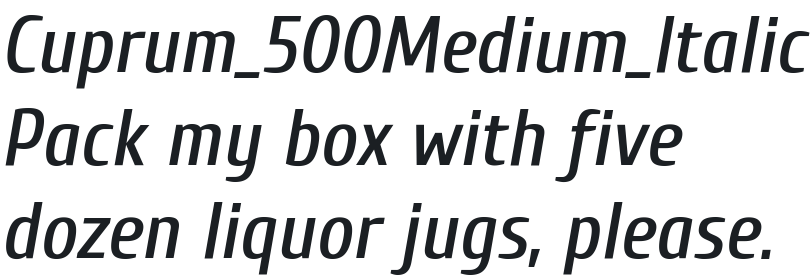 Cuprum_500Medium_Italic
Pack my box with five
dozen liquor jugs, please.